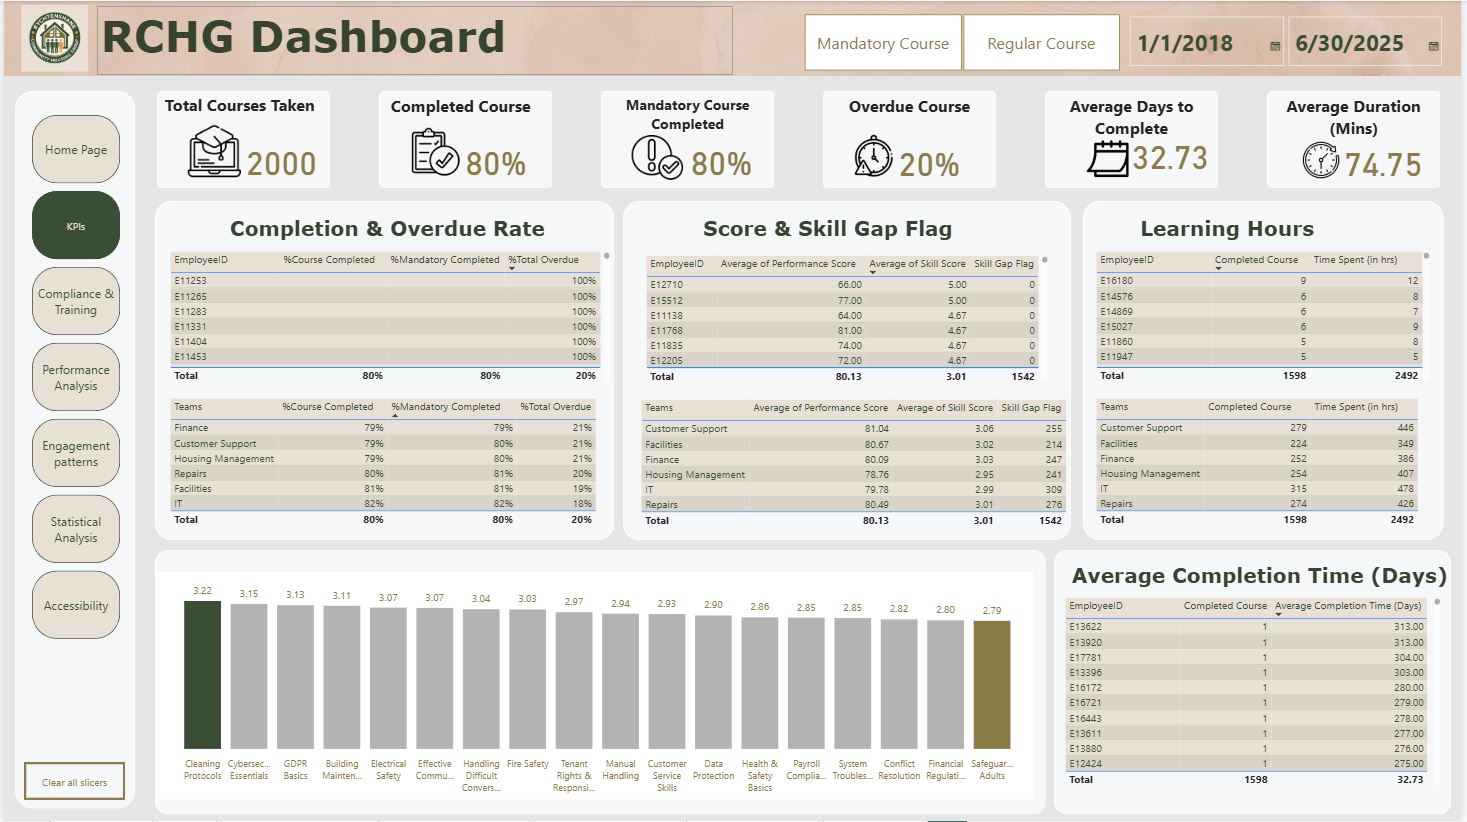 RCHG Dashboard
Mandatory Course
Regular Course
1/1/2018
6/30/2025
Home Page
KPIs
Compliance &
Training
Performance
Analysis
Engagement
patterns
Statistical
Analysis
Accessibility
Clear all slicers
Total Courses Taken
2000
Completed Course
80%
Mandatory Course
Completed
80%
Overdue Course
20%
Average Days to
Complete
32.73
Average Duration
(Mins)
74.75
Completion & Overdue Rate
EmployeeID %Course Completed %Mandatory Completed %Total Overdue
E11253 100%
E11265 100%
E11283 100%
E11331 100%
E11404 100%
E11453 100%
Total 80% 80% 20%
Teams %Course Completed %Mandatory Completed %Total Overdue
Finance 79% 79% 21%
Customer Support 79% 80% 21%
Housing Management 79% 80% 21%
Repairs 80% 81% 20%
Facilities 81% 81% 19%
IT 82% 82% 18%
Total 80% 80% 20%
Score & Skill Gap Flag
EmployeeID Average of Performance Score Average of Skill Score Skill Gap Flag
E12710 66.00 5.00 0
E15512 77.00 5.00 0
E11138 64.00 4.67 0
E11768 81.00 4.67 0
E11835 74.00 4.67 0
E12205 72.00 4.67 0
Total 80.13 3.01 1542
Teams Average of Performance Score Average of Skill Score Skill Gap Flag
Customer Support 81.04 3.06 255
Facilities 80.67 3.02 214
Finance 80.09 3.03 247
Housing Management 78.76 2.95 241
IT 79.78 2.99 309
Repairs 80.49 3.01 276
Total 80.13 3.01 1542
Learning Hours
EmployeeID Completed Course Time Spent (in hrs)
E16180 9 12
E14576 6 8
E14869 6 7
E15027 6 9
E11860 5 8
E11947 5 5
Total 1598 2492
Teams Completed Course Time Spent (in hrs)
Customer Support 279 446
Facilities 224 349
Finance 252 386
Housing Management 254 407
IT 315 478
Repairs 274 426
Total 1598 2492
3.22 3.15 3.13 3.11 3.07 3.07 3.04 3.03 2.97 2.94 2.93 2.90 2.86 2.85 2.85 2.82 2.80 2.79
Cleaning
Protocols
Cybersec...
Essentials
GDPR
Basics
Building
Mainten...
Electrical
Safety
Effective
Commu...
Handling
Difficult
Convers...
Fire Safety
Tenant
Rights &
Responsi...
Manual
Handling
Customer
Service
Skills
Data
Protection
Health &
Safety
Basics
Payroll
Complia...
System
Troubles...
Conflict
Resolution
Financial
Regulati...
Safeguar...
Adults
Average Completion Time (Days)
EmployeeID Completed Course Average Completion Time (Days)
E13622 1 313.00
E13920 1 313.00
E17781 1 304.00
E13396 1 303.00
E16172 1 280.00
E16721 1 279.00
E16443 1 278.00
E13611 1 277.00
E13880 1 276.00
E12424 1 275.00
Total 1598 32.73